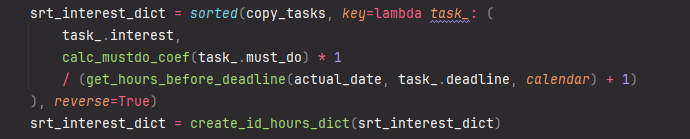 srt_interest_dict = sorted(copy_tasks, key=lambda task_: (
    task_.interest,
    calc_mustdo_coef(task_.must_do) * 1
    / (get_hours_before_deadline(actual_date, task_.deadline, calendar) + 1)
), reverse=True)
srt_interest_dict = create_id_hours_dict(srt_interest_dict)